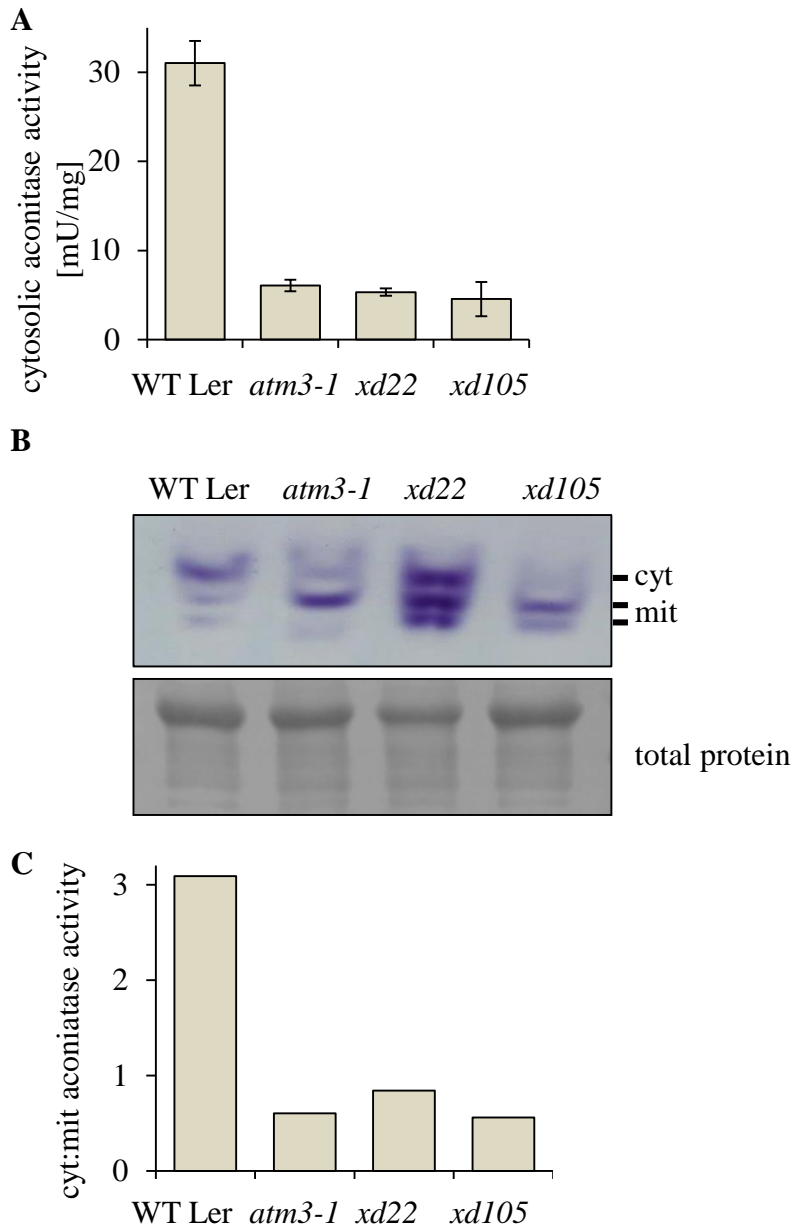 A
cytosolic aconitase activity
[mU/mg]
30
20
10
0
WT Ler atm3-1 xd22 xd105
B
WT Ler atm3-1 xd22 xd105
cyt
mit
total protein
C
cyt:mit aconiatase activity
3
2
1
0
WT Ler atm3-1 xd22 xd105